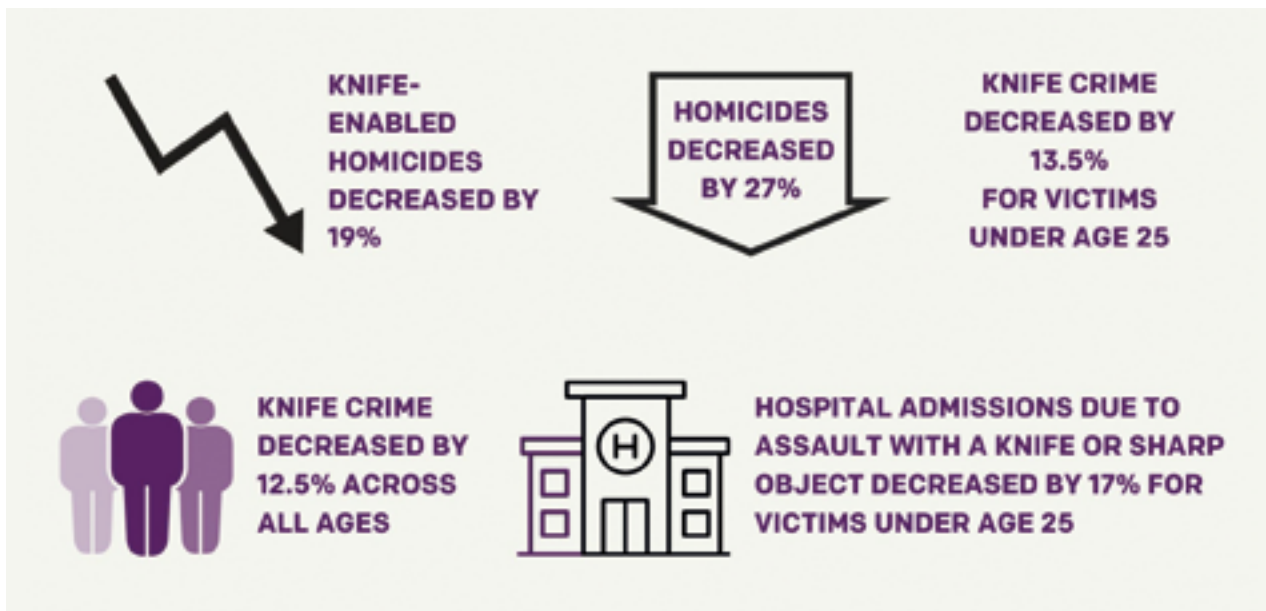 KNIFE-
ENABLED
HOMICIDES
DECREASED BY
19%
HOMICIDES
DECREASED
BY 27%
KNIFE CRIME
DECREASED BY
13.5%
FOR VICTIMS
UNDER AGE 25
KNIFE CRIME
DECREASED BY
12.5% ACROSS
ALL AGES
H
HOSPITAL ADMISSIONS DUE TO
ASSAULT WITH A KNIFE OR SHARP
OBJECT DECREASED BY 17% FOR
VICTIMS UNDER AGE 25